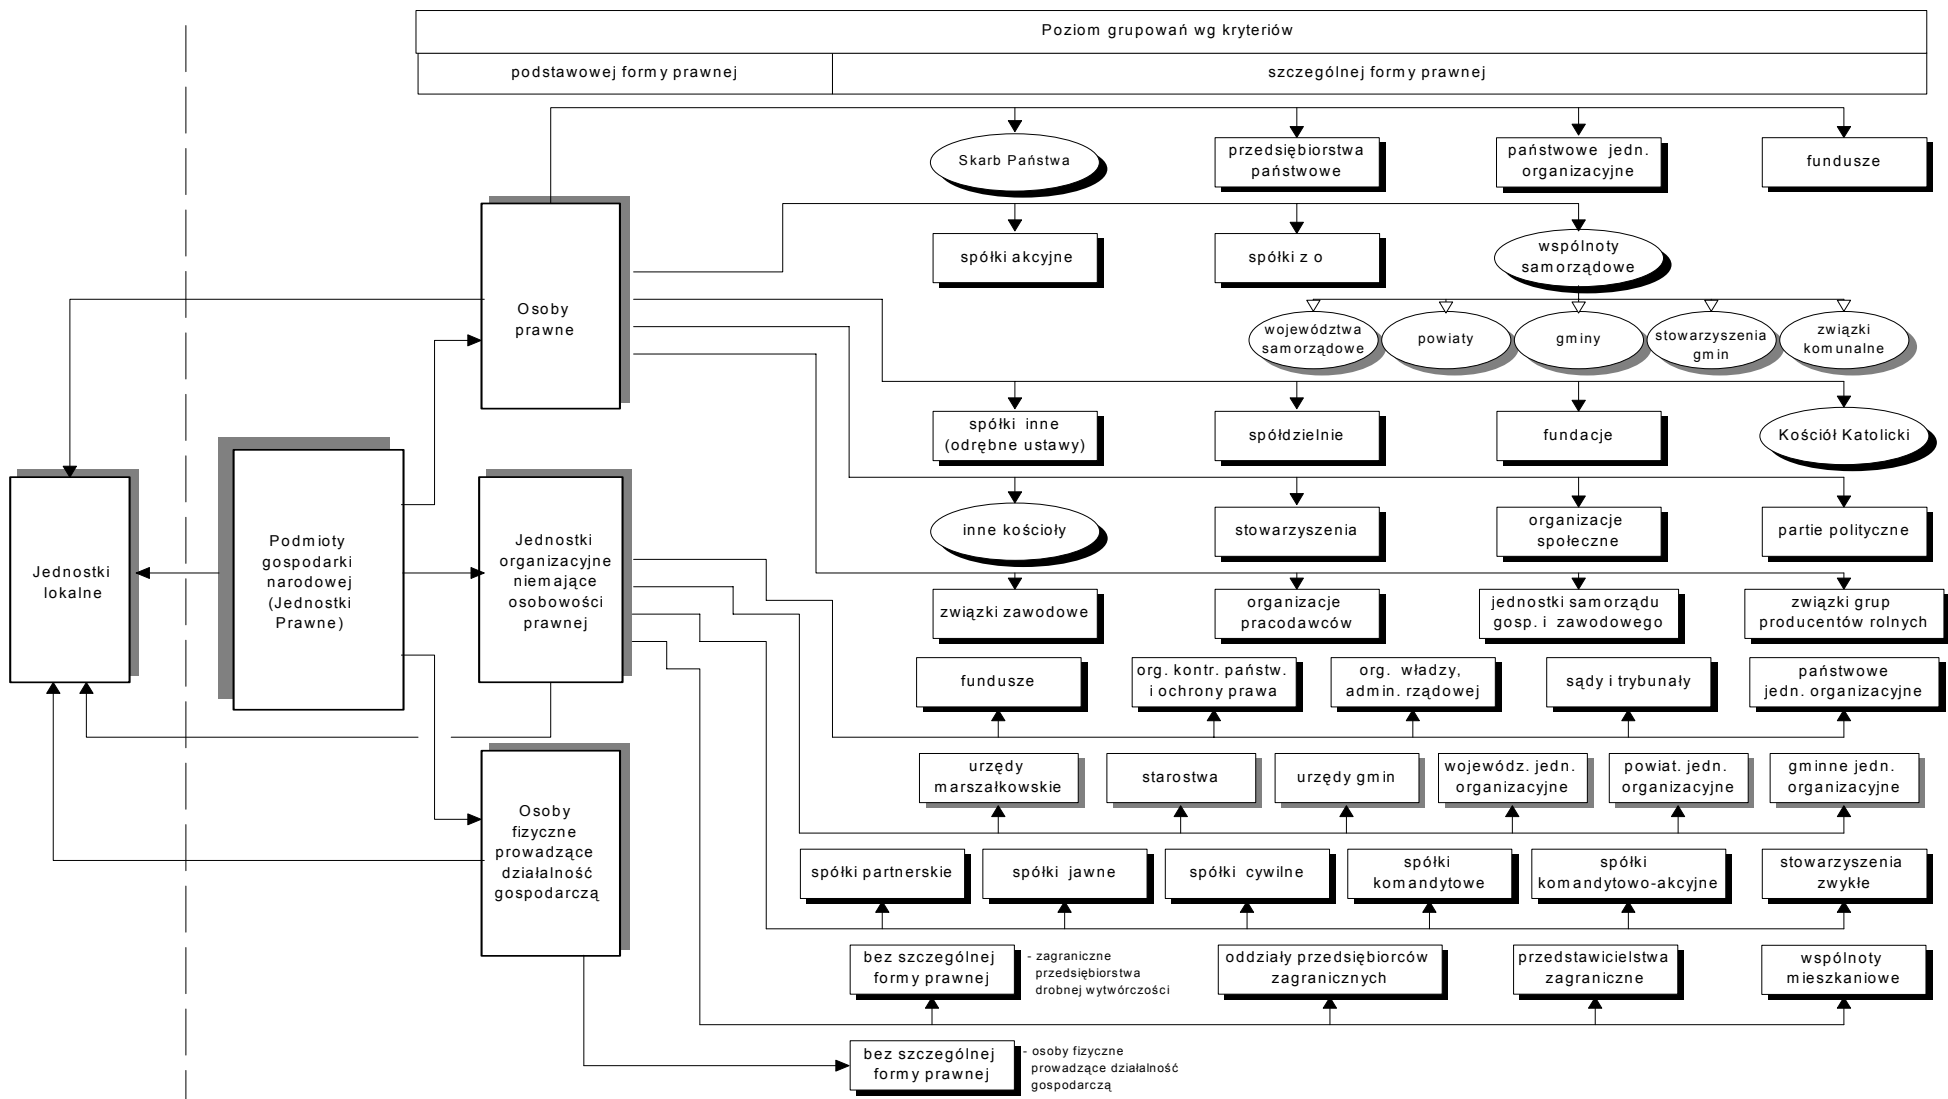 Poziom grupowań wg kryteriów
podstawowej formy prawnej
szczególnej formy prawnej
Skarb Państwa
przedsiębiorstwa
państwowe
państwowe jedn.
organizacyjne
fundusze
spółki akcyjne
spółki z o
wspólnoty
samorządowe
Osoby
prawne
województwa
samorządowe
powiaty
gminy
stowarzyszenia
gmin
związki
komunalne
spółki inne
(odrębne ustawy)
spółdzielnie
fundacje
Kościół Katolicki
inne kościoły
stowarzyszenia
organizacje
społeczne
partie polityczne
Jednostki
lokalne
Podmioty
gospodarki
narodowej
(Jednostki
Prawne)
Jednostki
organizacyjne
niemające
osobowości
prawnej
związki zawodowe
organizacje
pracodawców
jednostki samorządu
gosp. i zawodowego
związki grup
producentów rolnych
fundusze
org. kontr. państw.
i ochrony prawa
org. władzy,
admin. rządowej
sądy i trybunały
państwowe
jedn. organizacyjne
urzędy
marszałkowskie
starostwa
urzędy gmin
wojewódz. jedn.
organizacyjne
powiat. jedn.
organizacyjne
gminne jedn.
organizacyjne
Osoby
fizyczne
prowadzące
działalność
gospodarczą
spółki partnerskie
spółki jawne
spółki cywilne
spółki
komandytowe
spółki
komandytowo-akcyjne
stowarzyszenia
zwykłe
bez szczególnej
formy prawnej
- zagraniczne
przedsiębiorstwa
drobnej wytwórczości
oddziały przedsiębiorców
zagranicznych
przedstawicielstwa
zagraniczne
wspólnoty
mieszkaniowe
bez szczególnej
formy prawnej
- osoby fizyczne
prowadzące działalność
gospodarczą